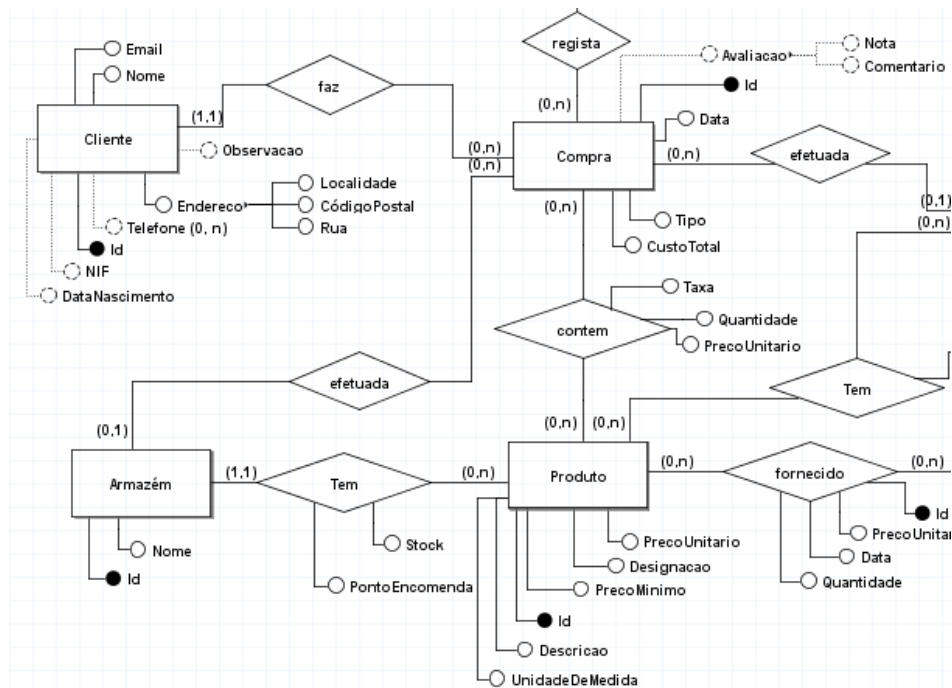 regista
Avaliacao
Nota
Comentario
Email
Nome
faz
Id
(1,1)
(0,n)
Data
Cliente
Observacao
(0,n)
(0,n)
Compra
(0,n)
efetuada
Localidade
Endereco
CódigoPostal
(0,n)
(0,1)
Telefone (0, n)
Rua
Tipo
(0,n)
Id
CustoTotal
NIF
DataNascimento
Taxa
Quantidade
contem
PrecoUnitario
efetuada
Tem
(0,1)
(0,n)
(0,n)
Armazém
(1,1)
Tem
(0,n)
Produto
(0,n)
fornecido
(0,n)
Id
Nome
Stock
PrecoUnitario
PrecoUnitar
Designacao
Data
Id
PontoEncomenda
PrecoMinimo
Quantidade
Id
Descricao
UnidadeDeMedida